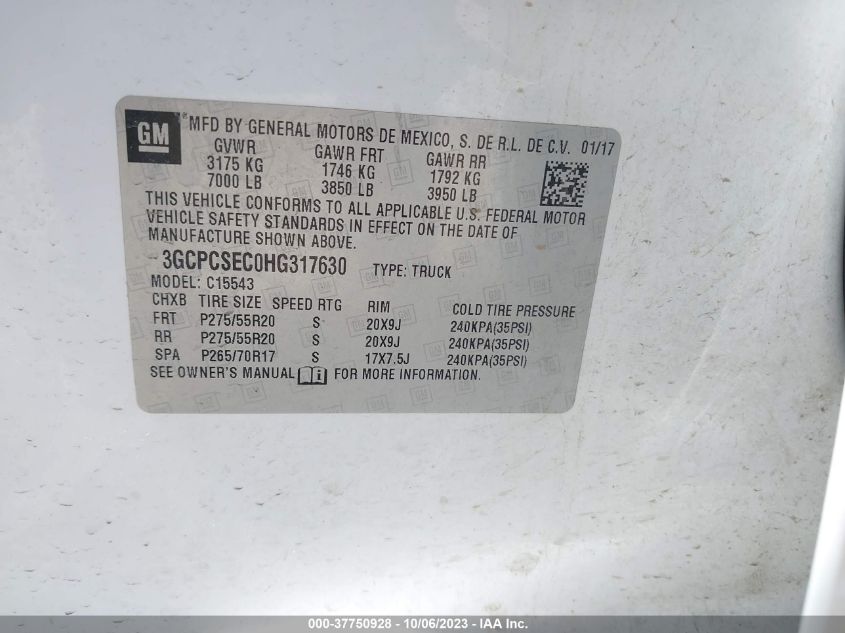 GM
MFD BY GENERAL MOTORS DE MEXICO, S. DE R.L. DE C.V. 01/17
GVWR GAWR FRT GAWR RR
3175 KG 1746 KG 1792 KG
7000 LB 3850 LB 3950 LB
THIS VEHICLE CONFORMS TO ALL APPLICABLE U.S. FEDERAL MOTOR
VEHICLE SAFETY STANDARDS IN EFFECT ON THE DATE OF
MANUFACTURE SHOWN ABOVE.
3GCPCSEC0HG317630 TYPE: TRUCK
MODEL: C15543
CHXB TIRE SIZE SPEED RTG RIM COLD TIRE PRESSURE
FRT P275/55R20 S 20X9J 240KPA(35PSI)
RR P275/55R20 S 20X9J 240KPA(35PSI)
SPA P265/70R17 S 17X7.5J 240KPA(35PSI)
SEE OWNER'S MANUAL i FOR MORE INFORMATION.
000-37750928 - 10/06/2023 - IAA Inc.